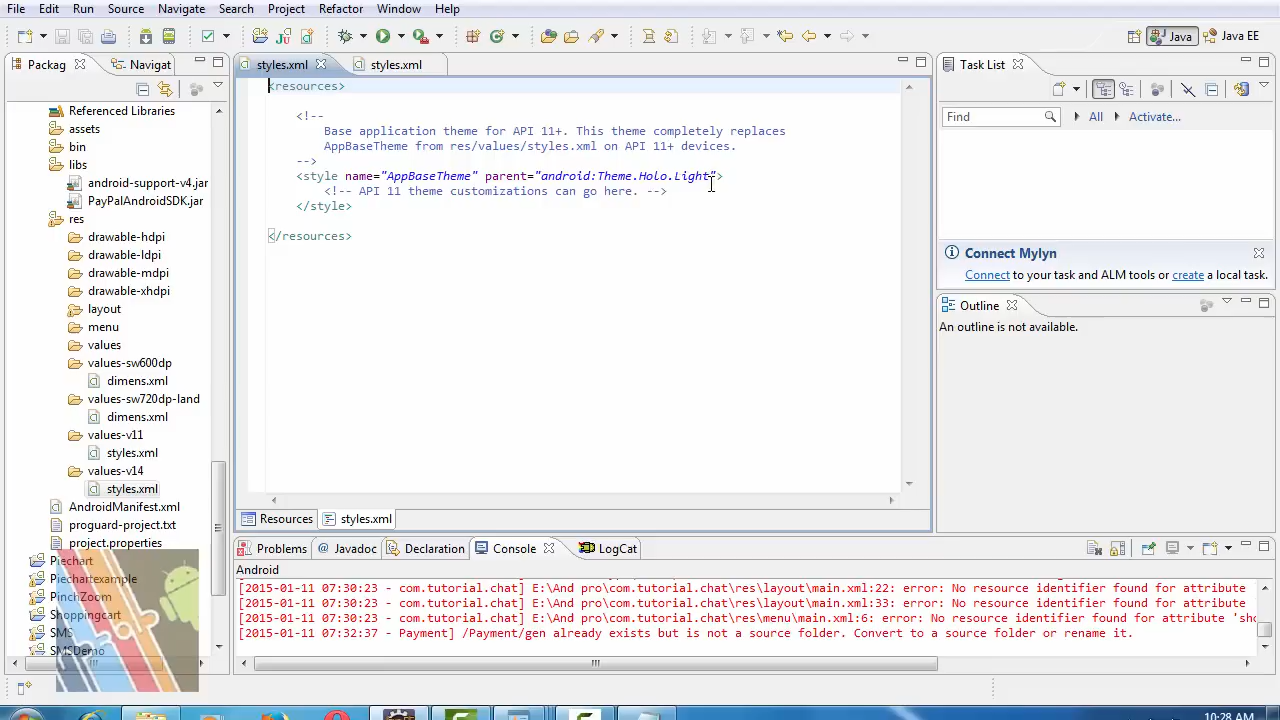 File Edit Run Source Navigate Search Project Refactor Window Help
Java
Java EE
Packag
Navigat
Referenced Libraries
assets
bin
libs
android-support-v4.jar
PayPalAndroidSDK.jar
res
drawable-hdpi
drawable-ldpi
drawable-mdpi
drawable-xhdpi
layout
menu
values
values-sw600dp
dimens.xml
values-sw720dp-land
dimens.xml
values-v11
styles.xml
values-v14
styles.xml
AndroidManifest.xml
proguard-project.txt
project.properties
Piechart
Piechartexample
PinchZoom
Shoppingcart
SMS
SMSDemo
styles.xml
styles.xml
<resources>
<!--
Base application theme for API 11+. This theme completely replaces
AppBaseTheme from res/values/styles.xml on API 11+ devices.
-->
<style name="AppBaseTheme" parent="android:Theme.Holo.Light">
<!-- API 11 theme customizations can go here. -->
</style>
</resources>
Resources
styles.xml
Task List
Find
All
Activate...
Connect Mylyn
Connect to your task and ALM tools or create a local task.
Outline
An outline is not available.
Problems
Javadoc
Declaration
Console
LogCat
Android
[2015-01-11 07:30:23 - com.tutorial.chat] E:\And pro\com.tutorial.chat\res\layout\main.xml:22: error: No resource identifier found for attribute
[2015-01-11 07:30:23 - com.tutorial.chat] E:\And pro\com.tutorial.chat\res\layout\main.xml:33: error: No resource identifier found for attribute
[2015-01-11 07:30:23 - com.tutorial.chat] E:\And pro\com.tutorial.chat\res\menu\main.xml:6: error: No resource identifier found for attribute 'sho
[2015-01-11 07:32:37 - Payment] /Payment/gen already exists but is not a source folder. Convert to a source folder or rename it.
10:28 AM